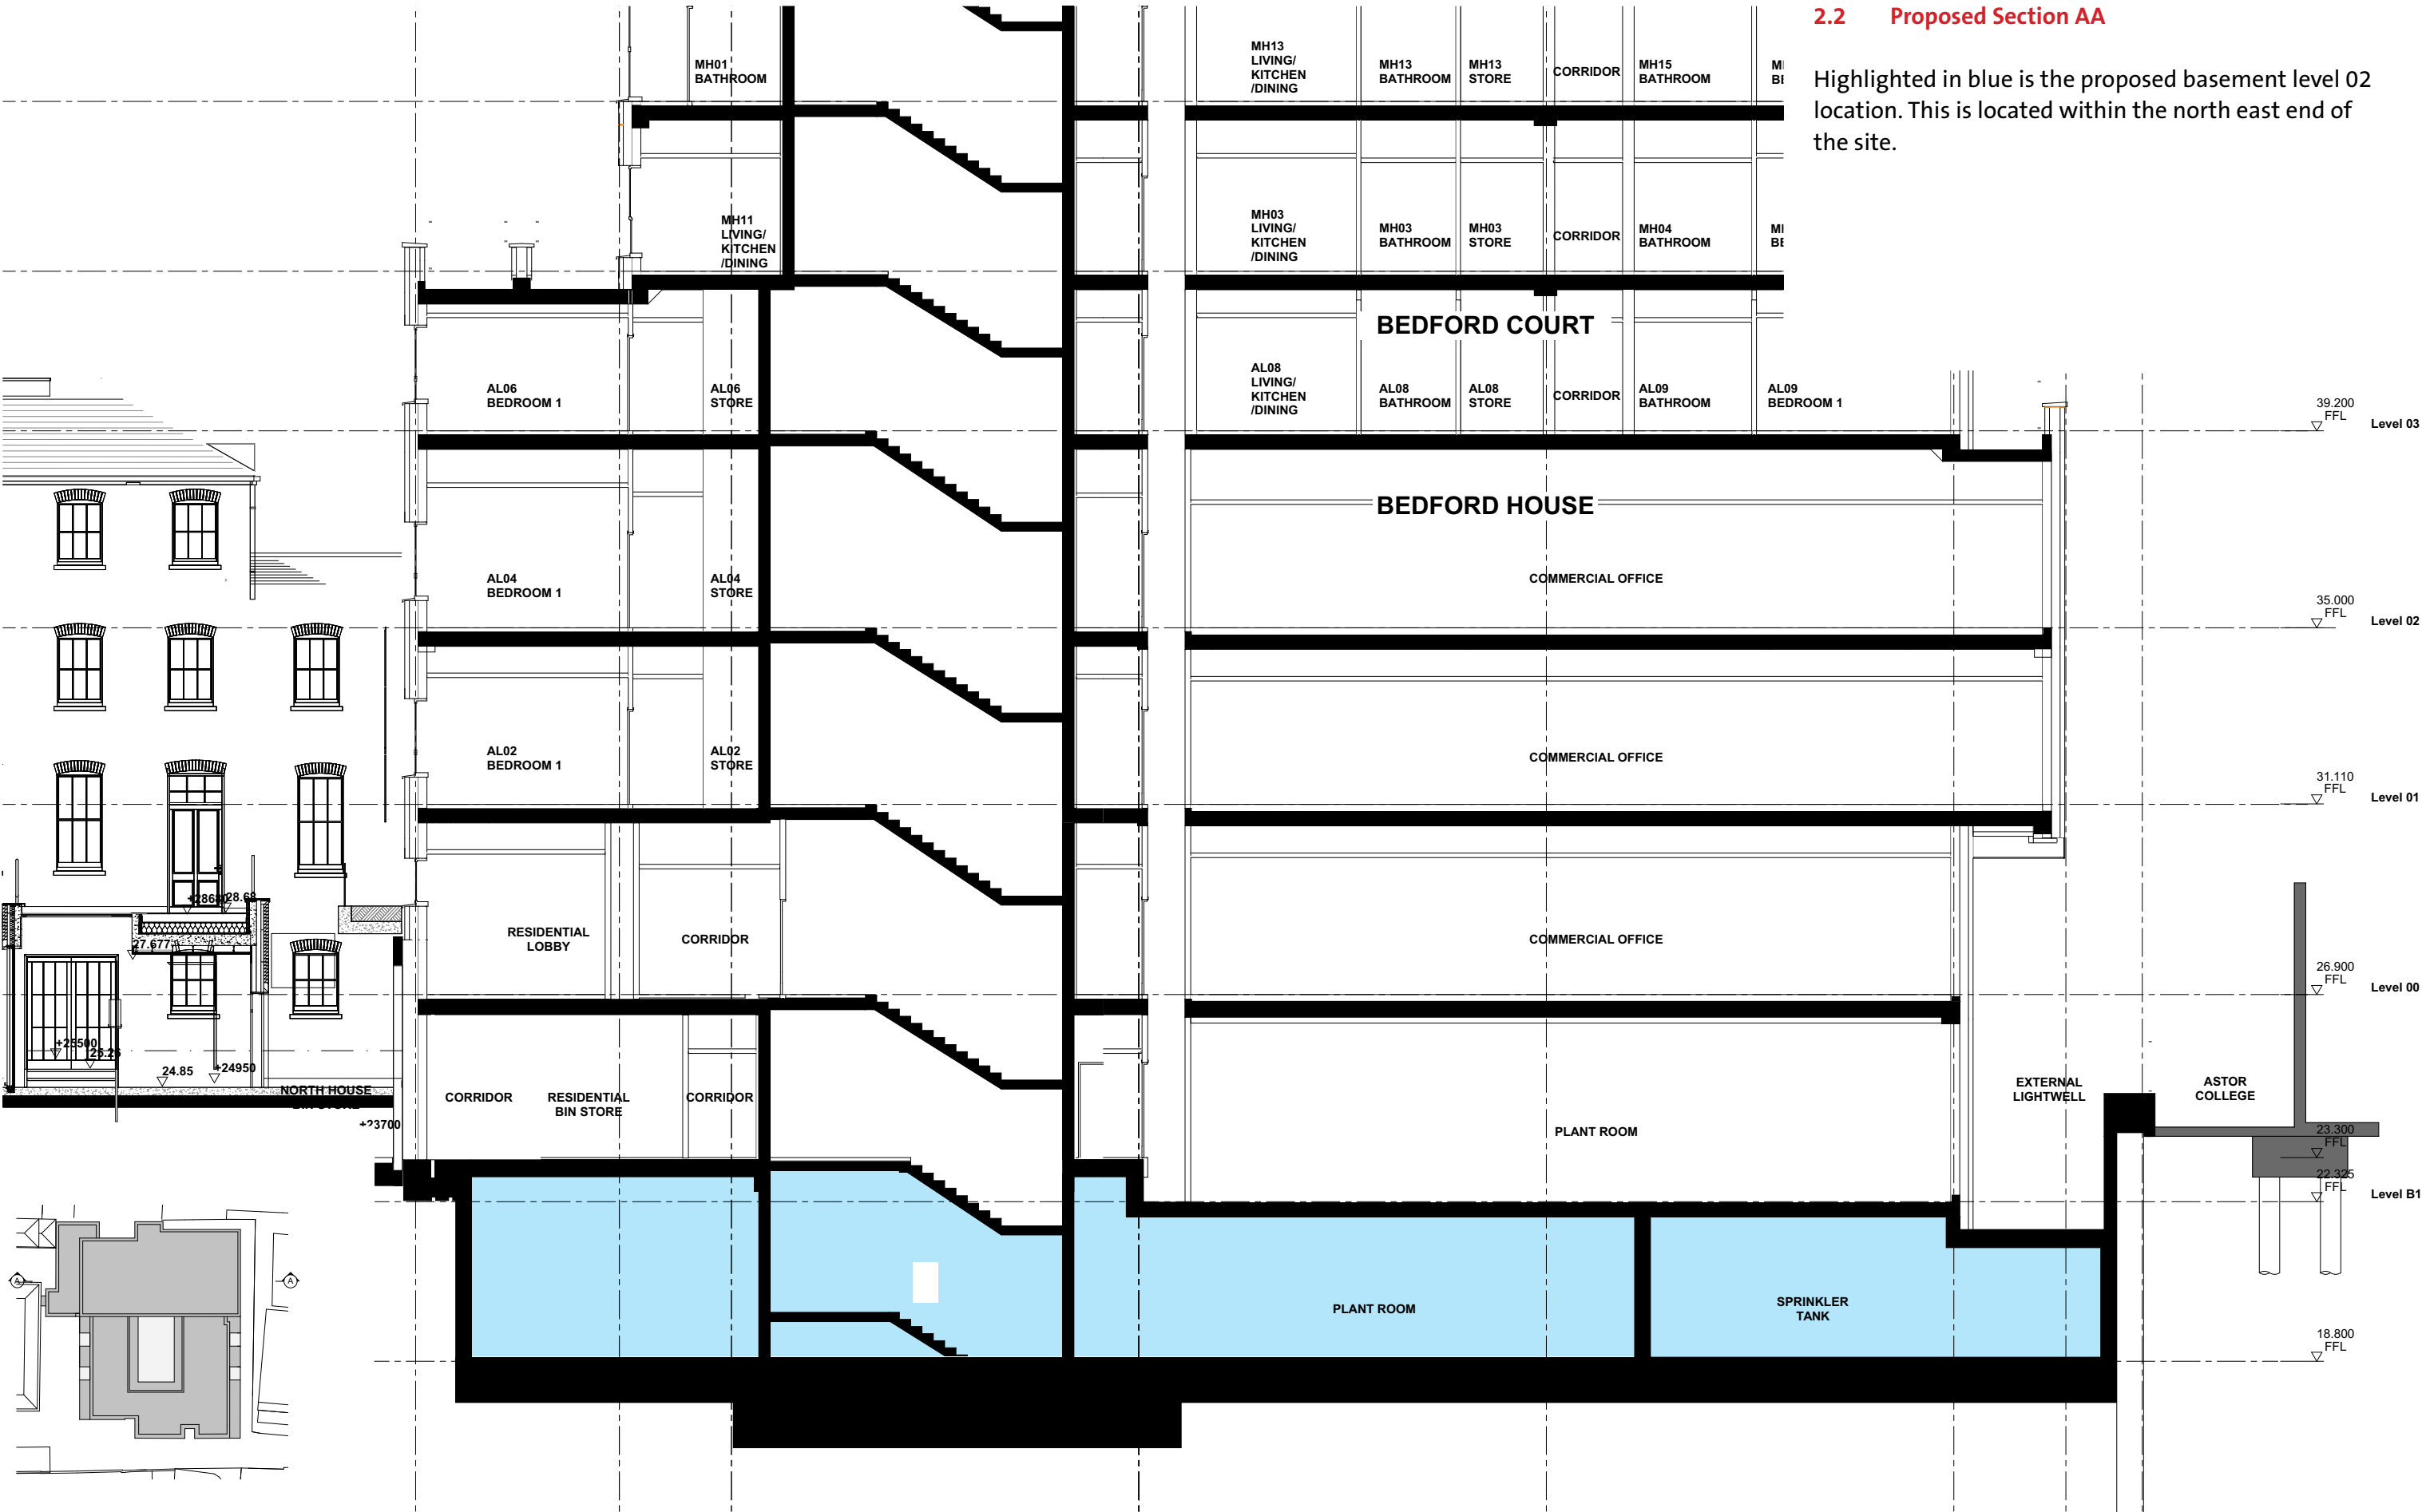 2.2 Proposed Section AA
Highlighted in blue is the proposed basement level 02
location. This is located within the north east end of
the site.
MH01
BATHROOM
MH13
LIVING/
KITCHEN
/DINING
MH13
BATHROOM
MH13
STORE
CORRIDOR
MH15
BATHROOM
MH11
LIVING/
KITCHEN
/DINING
MH03
LIVING/
KITCHEN
/DINING
MH03
BATHROOM
MH03
STORE
CORRIDOR
MH04
BATHROOM
BEDFORD COURT
AL06
BEDROOM 1
AL06
STORE
AL08
LIVING/
KITCHEN
/DINING
AL08
BATHROOM
AL08
STORE
CORRIDOR
AL09
BATHROOM
AL09
BEDROOM 1
39.200
FFL
Level 03
BEDFORD HOUSE
AL04
BEDROOM 1
AL04
STORE
COMMERCIAL OFFICE
35.000
FFL
Level 02
AL02
BEDROOM 1
AL02
STORE
COMMERCIAL OFFICE
31.110
FFL
Level 01
28.68
27.677
RESIDENTIAL
LOBBY
CORRIDOR
COMMERCIAL OFFICE
26.900
FFL
Level 00
+25500
25.25
24.85
+24950
NORTH HOUSE
BIN STORE
+23700
CORRIDOR
RESIDENTIAL
BIN STORE
CORRIDOR
PLANT ROOM
EXTERNAL
LIGHTWELL
ASTOR
COLLEGE
23.300
FFL
22.325
FFL
Level B1
PLANT ROOM
SPRINKLER
TANK
18.800
FFL
A
A